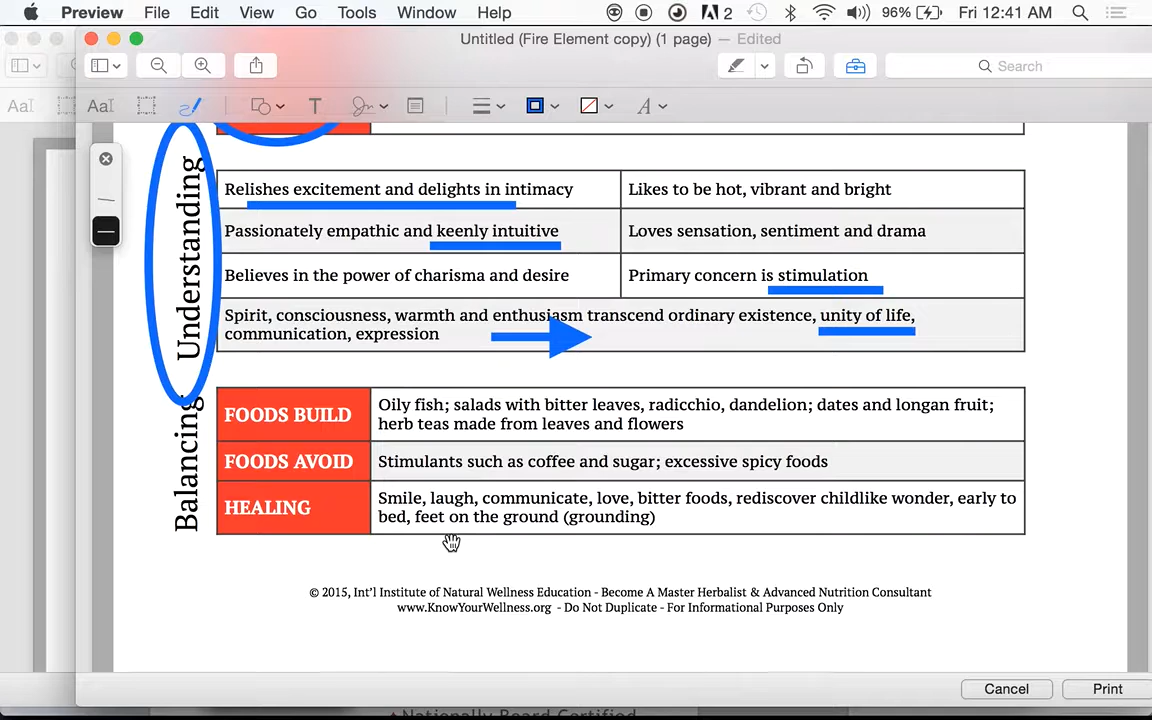 Preview File Edit View Go Tools Window Help 2 96% Fri 12:41 AM
Untitled (Fire Element copy) (1 page) — Edited
Search
AaI AaI T A
Understanding
Relishes excitement and delights in intimacy
Likes to be hot, vibrant and bright
Passionately empathic and keenly intuitive
Loves sensation, sentiment and drama
Believes in the power of charisma and desire
Primary concern is stimulation
Spirit, consciousness, warmth and enthusiasm transcend ordinary existence, unity of life,
communication, expression
Balancing
FOODS BUILD
Oily fish; salads with bitter leaves, radicchio, dandelion; dates and longan fruit;
herb teas made from leaves and flowers
FOODS AVOID
Stimulants such as coffee and sugar; excessive spicy foods
HEALING
Smile, laugh, communicate, love, bitter foods, rediscover childlike wonder, early to
bed, feet on the ground (grounding)
© 2015, Int'l Institute of Natural Wellness Education - Become A Master Herbalist & Advanced Nutrition Consultant
www.KnowYourWellness.org - Do Not Duplicate - For Informational Purposes Only
Cancel Print
Nationally Board Certified